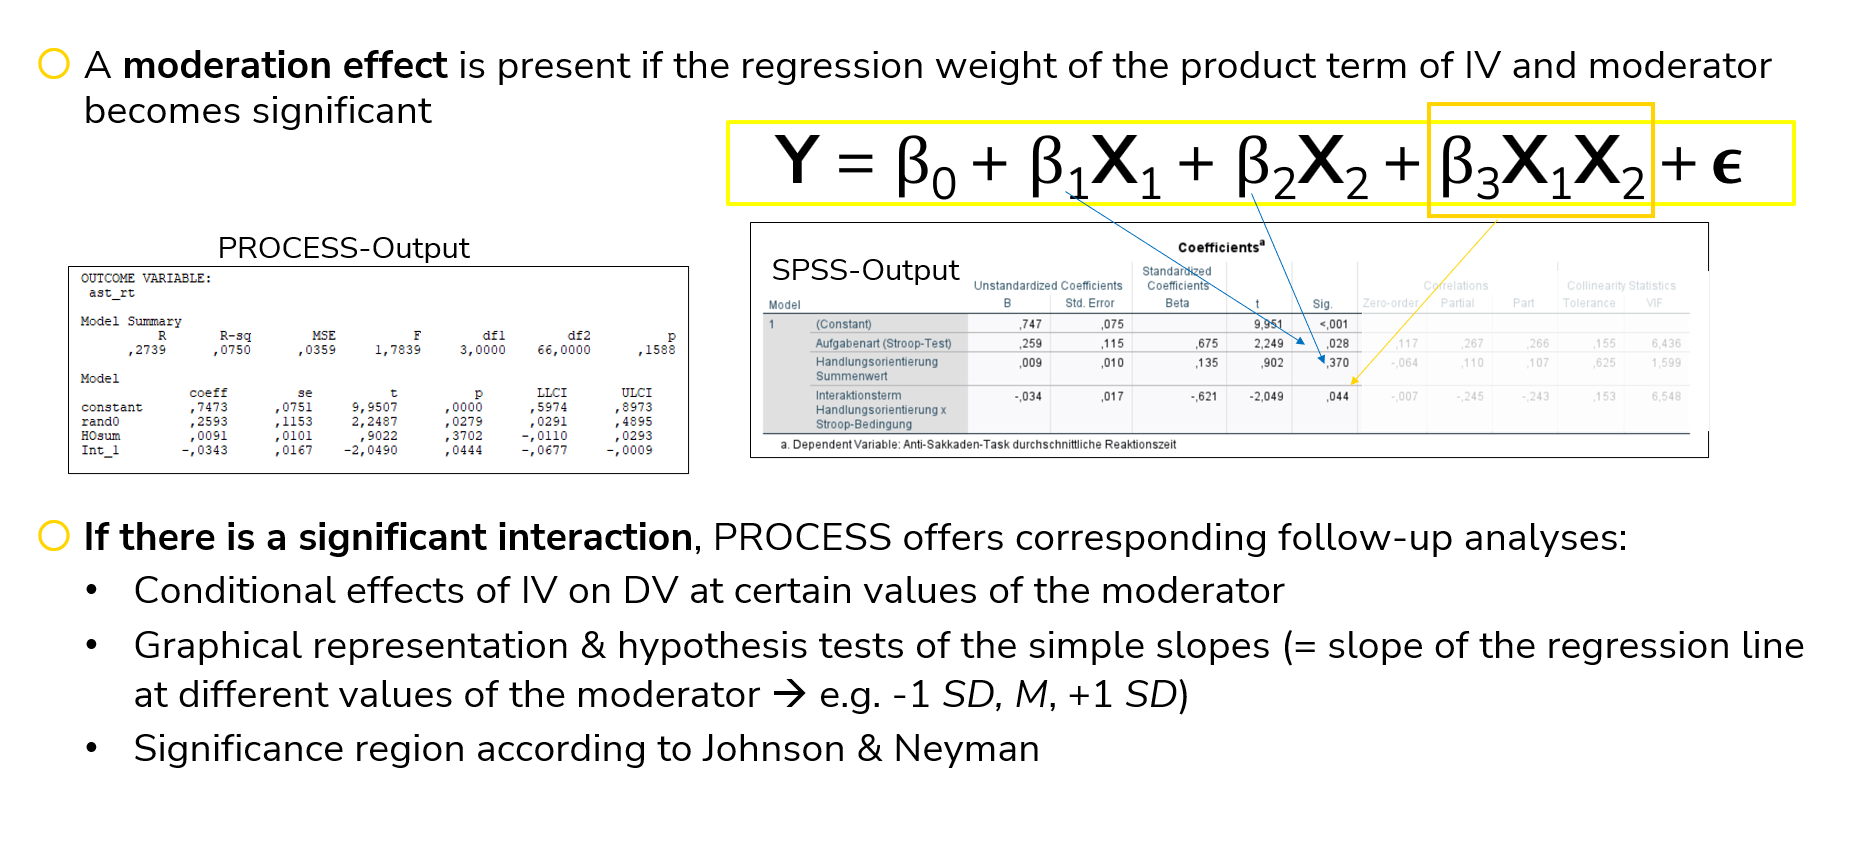 A moderation effect is present if the regression weight of the product term of IV and moderator
becomes significant
Y = β0 + β1X1 + β2X2 + β3X1X2 + ϵ
PROCESS-Output
OUTCOME VARIABLE:
ast_rt
Model Summary
R R-sq MSE F df1 df2 p
,2739 ,0750 ,0359 1,7839 3,0000 66,0000 ,1588
Model
coeff se t p LLCI ULCI
constant ,7473 ,0751 9,9507 ,0000 ,5974 ,8973
rand0 ,2593 ,1153 2,2487 ,0279 ,0291 ,4895
HOsum ,0091 ,0101 ,9022 ,3702 -,0110 ,0293
Int_1 -,0343 ,0167 -2,0490 ,0444 -,0677 -,0009
SPSS-Output
Coefficientsa
Unstandardized Coefficients Standardized Coefficients Correlations Collinearity Statistics
Model B Std. Error Beta t Sig. Zero-order Partial Part Tolerance VIF
1 (Constant) ,747 ,075 9,951 <,001
Aufgabenart (Stroop-Test) ,259 ,115 ,675 2,249 ,028 ,117 ,267 ,266 ,155 6,436
Handlungsorientierung ,009 ,010 ,135 ,902 ,370 -,064 ,110 ,107 ,625 1,599
Summenwert
Interaktionsterm -,034 ,017 -,621 -2,049 ,044 -,007 -,245 -,243 ,153 6,548
Handlungsorientierung x
Stroop-Bedingung
a. Dependent Variable: Anti-Sakkaden-Task durchschnittliche Reaktionszeit
If there is a significant interaction, PROCESS offers corresponding follow-up analyses:
• Conditional effects of IV on DV at certain values of the moderator
• Graphical representation & hypothesis tests of the simple slopes (= slope of the regression line
at different values of the moderator → e.g. -1 SD, M, +1 SD)
• Significance region according to Johnson & Neyman